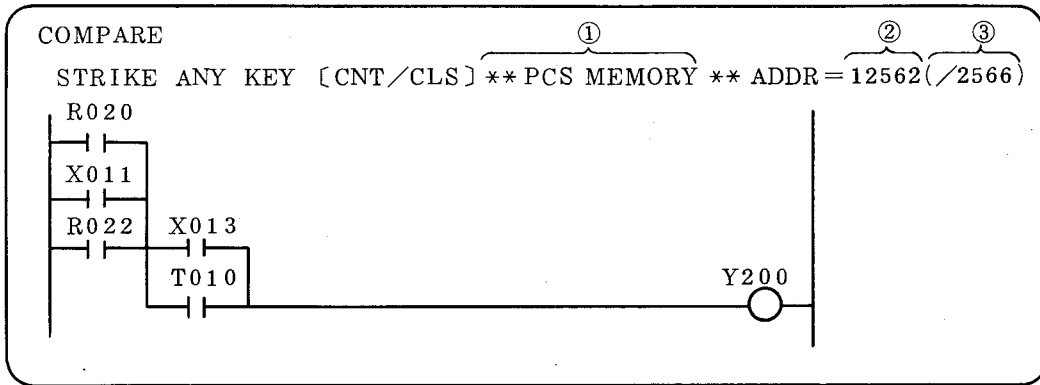 COMPARE ① ② ③
STRIKE ANY KEY 〔CNT/CLS〕** PCS MEMORY ** ADDR=12562(/2566)
R020
X011
R022 X013
T010 Y200